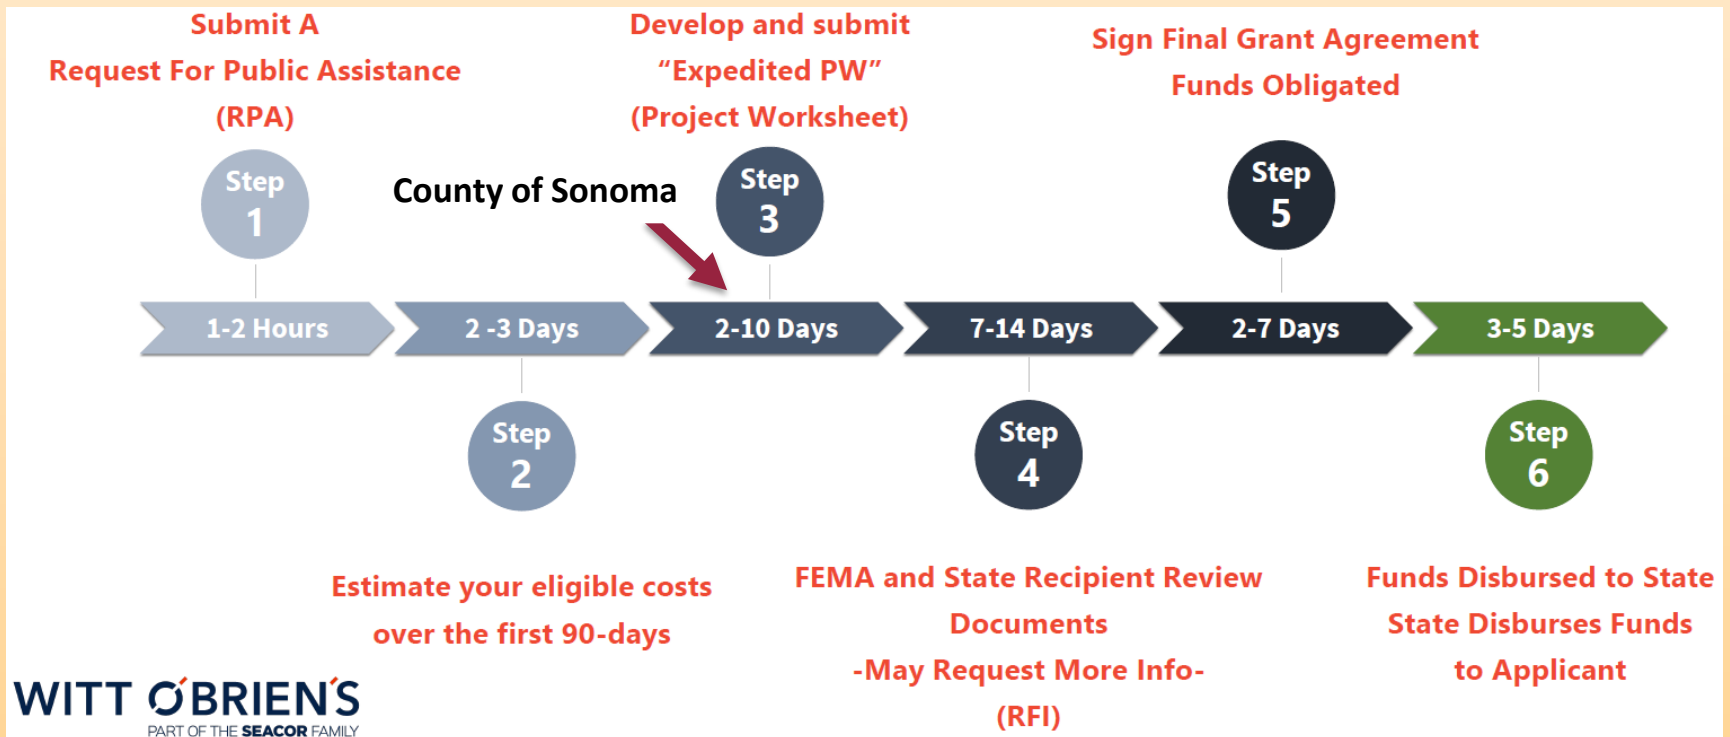 Submit A
Request For Public Assistance
(RPA)
Develop and submit
“Expedited PW”
(Project Worksheet)
Sign Final Grant Agreement
Funds Obligated
Step
1
County of Sonoma
Step
3
Step
5
1-2 Hours
2 -3 Days
2-10 Days
7-14 Days
2-7 Days
3-5 Days
Step
2
Step
4
Step
6
Estimate your eligible costs
over the first 90-days
FEMA and State Recipient Review
Documents
-May Request More Info-
(RFI)
Funds Disbursed to State
State Disburses Funds
to Applicant
WITT O'BRIEN'S
PART OF THE SEACOR FAMILY